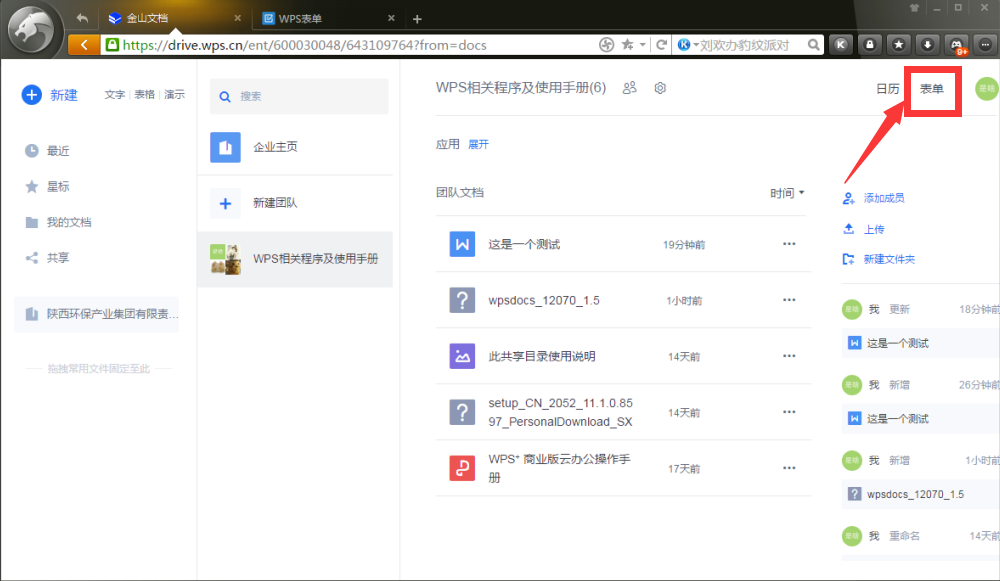 金山文档
WPS表单
https://drive.wps.cn/ent/600030048/643109764?from=docs
刘欢办豹纹派对
K
9+
新建
文字 表格 演示
最近
星标
我的文档
共享
陕西环保产业集团有限责...
拖拽常用文件固定至此
搜索
企业主页
新建团队
WPS相关程序及使用手册
WPS相关程序及使用手册(6)
日历
表单
应用 展开
团队文档
时间
这是一个测试
19分钟前
wpsdocs_12070_1.5
1小时前
此共享目录使用说明
14天前
setup_CN_2052_11.1.0.85
97_PersonalDownload_SX
14天前
WPS⁺ 商业版云办公操作手
册
17天前
添加成员
上传
新建文件夹
我 更新 18分钟前
这是一个测试
我 新增 26分钟前
这是一个测试
我 新增 1小时前
wpsdocs_12070_1.5
我 重命名 14天前